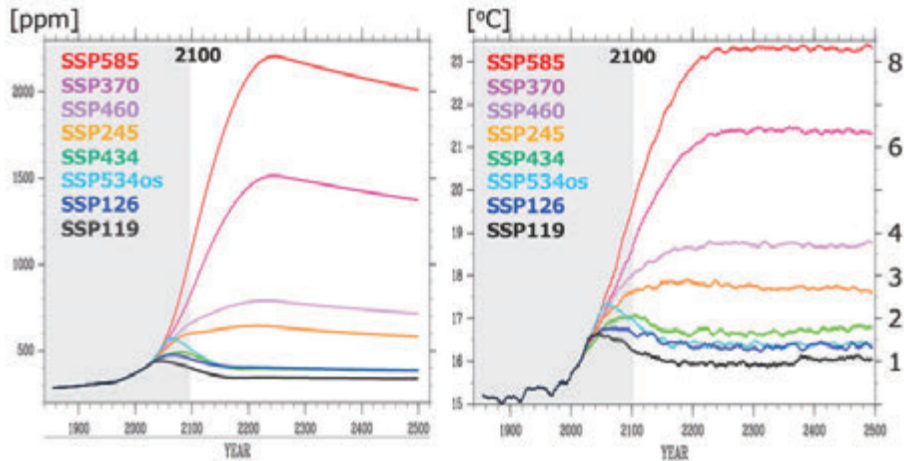 [ppm]
2100
SSP585
SSP370
SSP460
SSP245
SSP434
SSP534os
SSP126
SSP119
2000
1500
1000
500
1900
2000
2100
2200
2300
2400
2500
YEAR
[ºC]
2100
SSP585
SSP370
SSP460
SSP245
SSP434
SSP534os
SSP126
SSP119
23
22
21
20
19
18
17
16
15
8
6
4
3
2
1
1900
2000
2100
2200
2300
2400
2500
YEAR